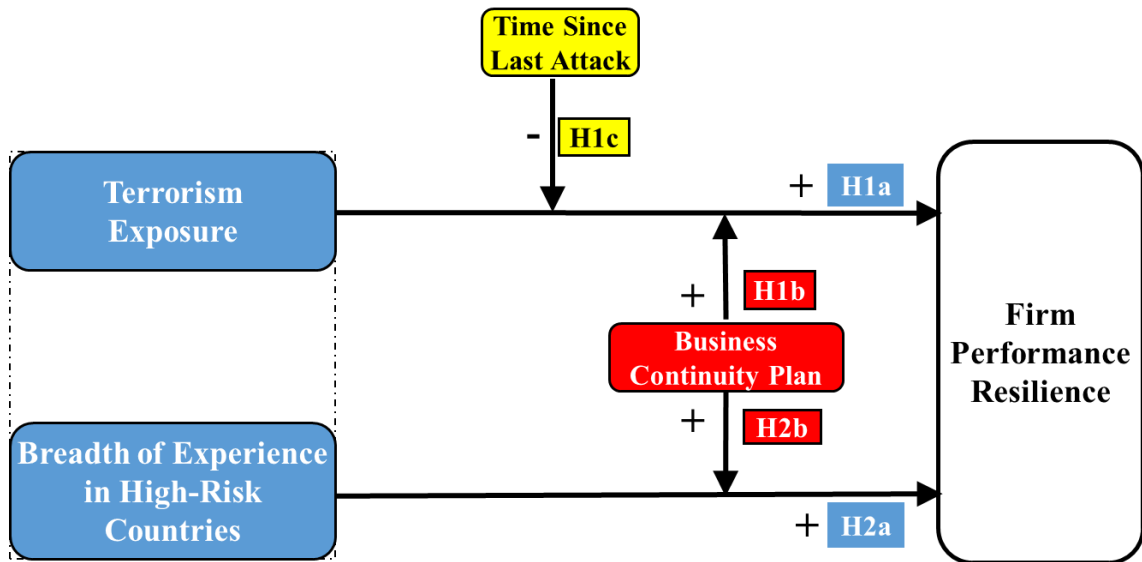 Time Since
Last Attack
-
H1c
Terrorism
Exposure
+
H1a
+
H1b
Business
Continuity Plan
+
H2b
Firm
Performance
Resilience
Breadth of Experience
in High-Risk
Countries
+
H2a